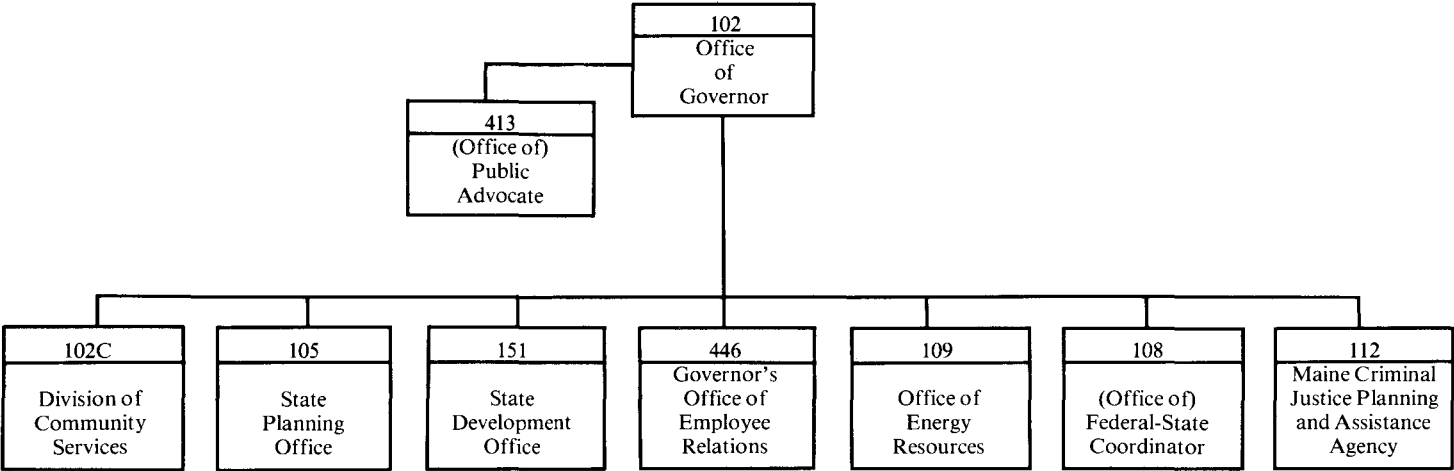 102
Office
of
Governor
413
(Office of)
Public
Advocate
102C
Division of
Community
Services
105
State
Planning
Office
151
State
Development
Office
446
Governor's
Office of
Employee
Relations
109
Office of
Energy
Resources
108
(Office of)
Federal-State
Coordinator
112
Maine Criminal
Justice Planning
and Assistance
Agency